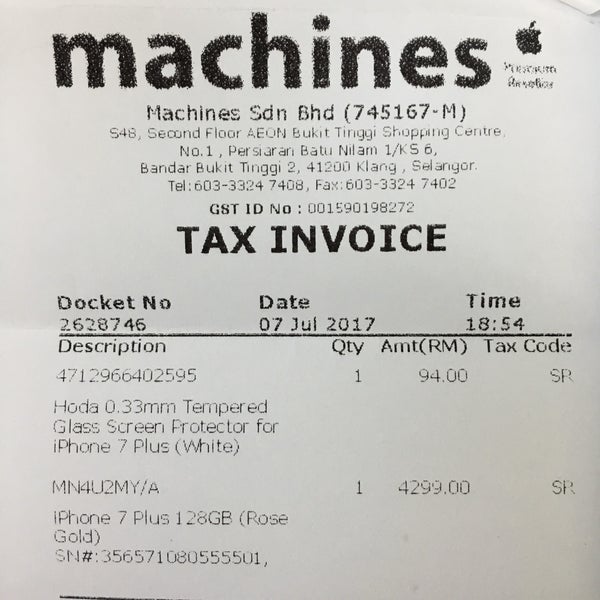 machines
Premium
Reseller
Machines Sdn Bhd (745167-M)
S48, Second Floor AEON Bukit Tinggi Shopping Centre,
No.1 , Persiaran Batu Nilam 1/KS 6,
Bandar Bukit Tinggi 2, 41200 Klang , Selangor.
Tel:603-3324 7408, Fax:603-3324 7402
GST ID No : 001590198272
TAX INVOICE
Docket No Date Time
2628746 07 Jul 2017 18:54
Description Qty Amt(RM) Tax Code
4712966402595 1 94.00 SR
Hoda 0.33mm Tempered
Glass Screen Protector for
iPhone 7 Plus (White)
MN4U2MY/A 1 4299.00 SR
iPhone 7 Plus 128GB (Rose
Gold)
SN#:356571080555501,